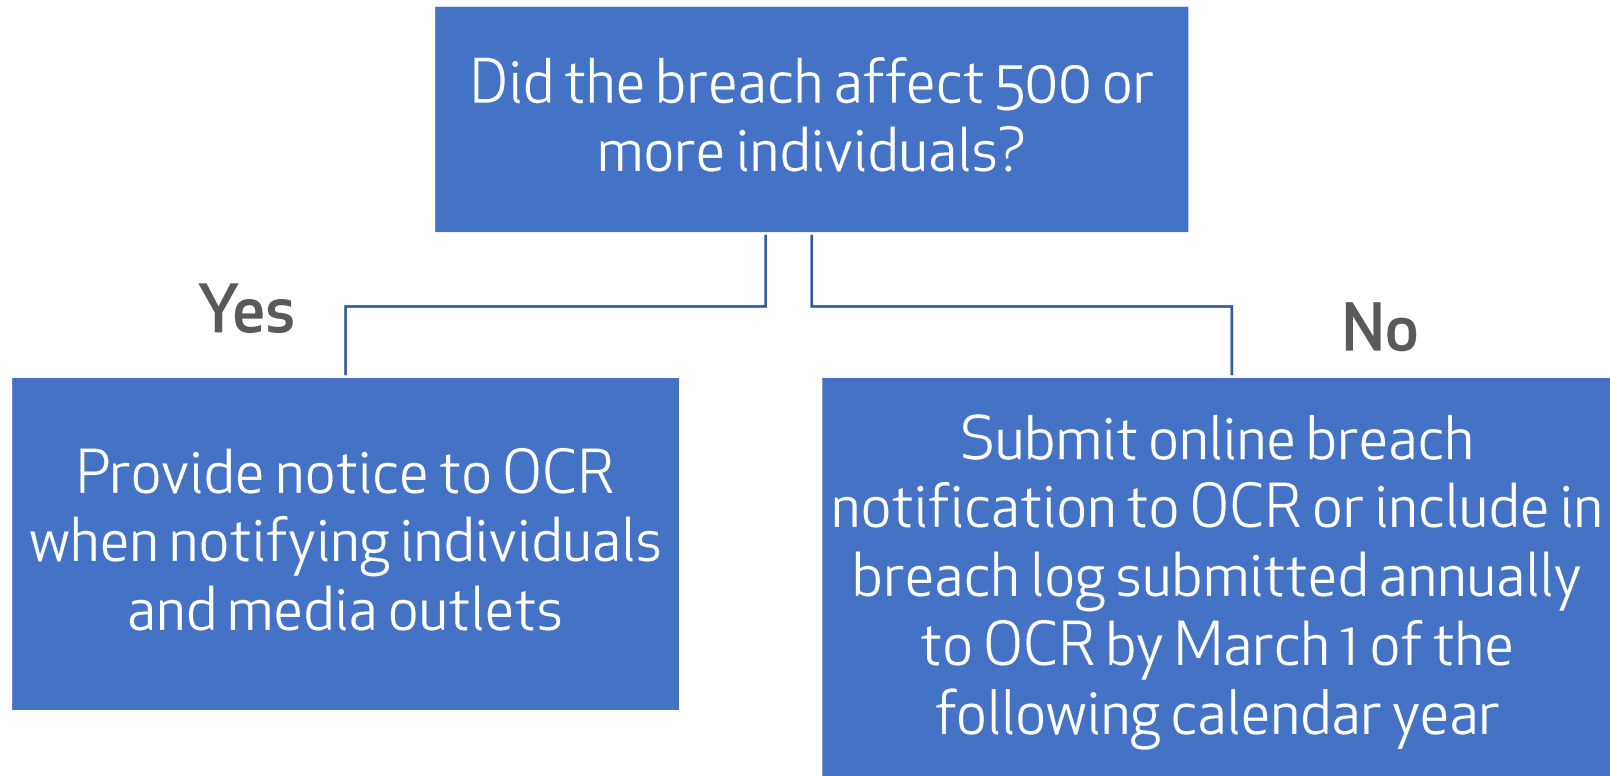 Did the breach affect 500 or
more individuals?
Yes
No
Provide notice to OCR
when notifying individuals
and media outlets
Submit online breach
notification to OCR or include in
breach log submitted annually
to OCR by March 1 of the
following calendar year